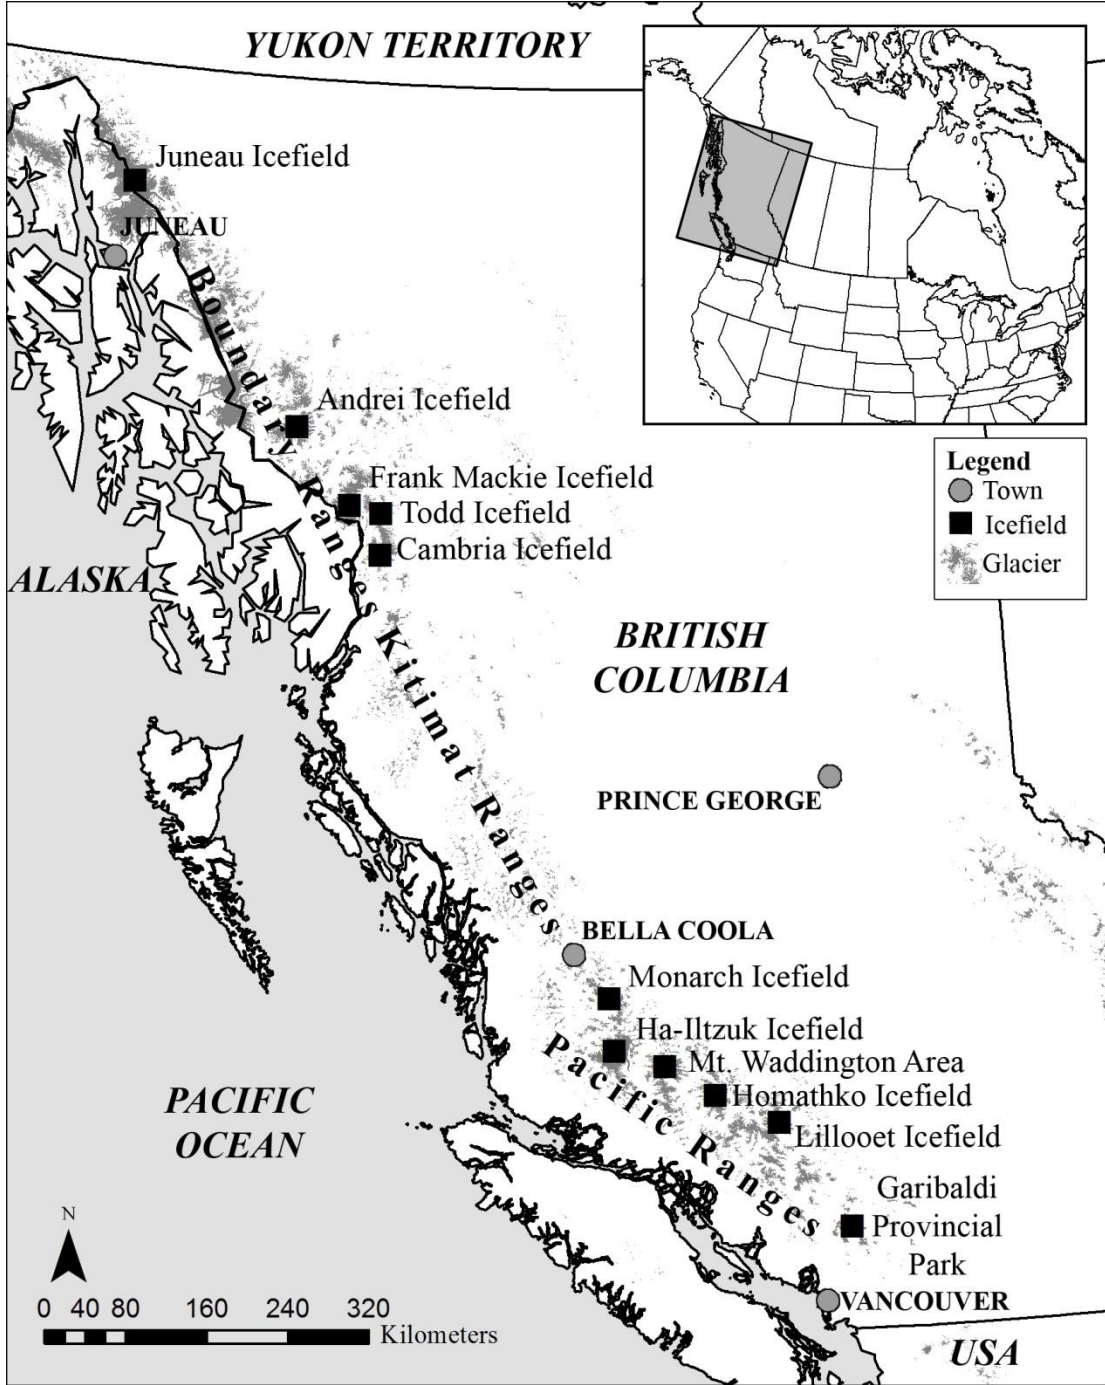 YUKON TERRITORY
Juneau Icefield
JUNEAU
Boundary Ranges
Andrei Icefield
Frank Mackie Icefield
Todd Icefield
Cambria Icefield
ALASKA
Legend
Town
Icefield
Glacier
BRITISH
COLUMBIA
Kitimat Ranges
PRINCE GEORGE
BELLA COOLA
Monarch Icefield
Ha-Iltzuk Icefield
Mt. Waddington Area
Homathko Icefield
Lillooet Icefield
Pacific Ranges
PACIFIC
OCEAN
Garibaldi
Provincial
Park
N
0 40 80 160 240 320
Kilometers
VANCOUVER
USA